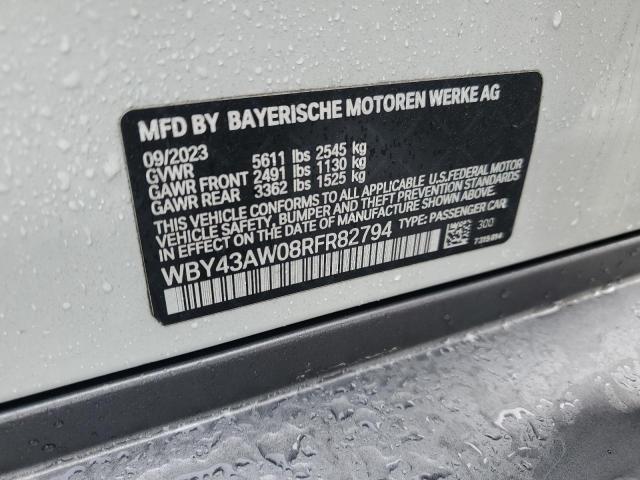 MFD BY BAYERISCHE MOTOREN WERKE AG
09/2023
GVWR 5611 lbs 2545 kg
GAWR FRONT 2491 lbs 1130 kg
GAWR REAR 3362 lbs 1525 kg
THIS VEHICLE CONFORMS TO ALL APPLICABLE U.S.FEDERAL MOTOR
VEHICLE SAFETY, BUMPER AND THEFT PREVENTION STANDARDS
IN EFFECT ON THE DATE OF MANUFACTURE SHOWN ABOVE.
WBY43AW08RFR82794 TYPE: PASSENGER CAR
300
7315014